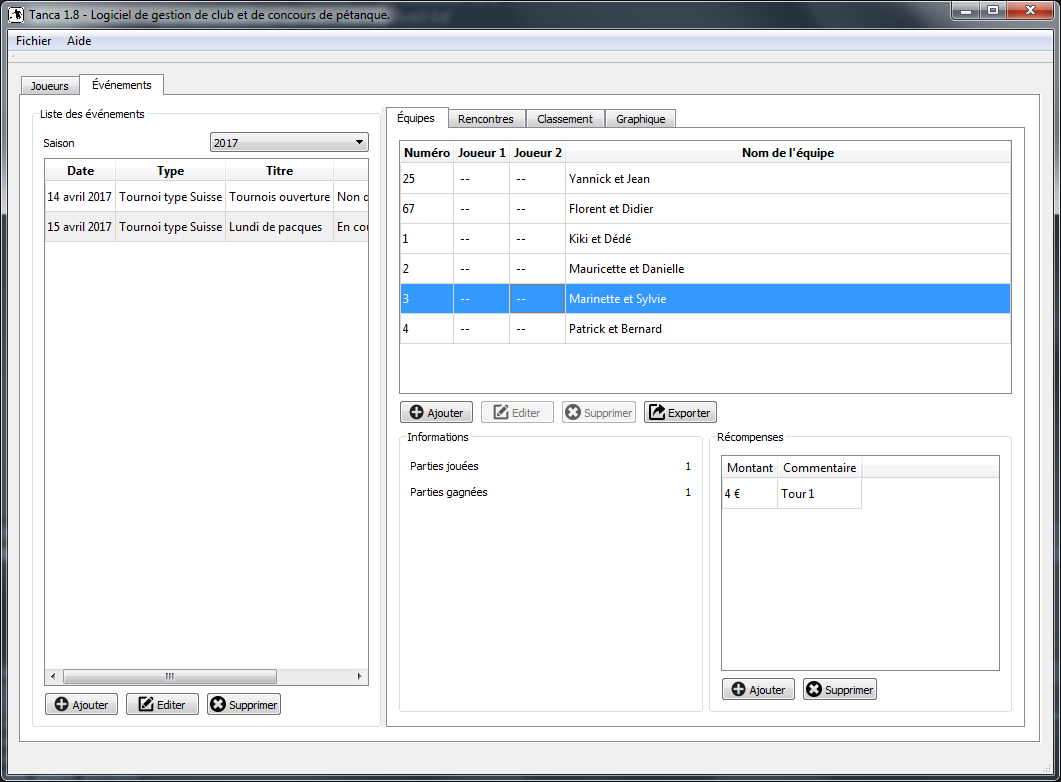 Tanca 1.8 - Logiciel de gestion de club et de concours de pétanque.
Fichier Aide
Joueurs Événements
Liste des événements
Saison 2017
Date Type Titre
14 avril 2017 Tournoi type Suisse Tournois ouverture Non
15 avril 2017 Tournoi type Suisse Lundi de pacques En
Ajouter Editer Supprimer
Équipes Rencontres Classement Graphique
Numéro Joueur 1 Joueur 2 Nom de l'équipe
25 -- -- Yannick et Jean
67 -- -- Florent et Didier
1 -- -- Kiki et Dédé
2 -- -- Mauricette et Danielle
3 -- -- Marinette et Sylvie
4 -- -- Patrick et Bernard
Ajouter Editer Supprimer Exporter
Informations
Parties jouées 1
Parties gagnées 1
Récompenses
Montant Commentaire
4 € Tour 1
Ajouter Supprimer